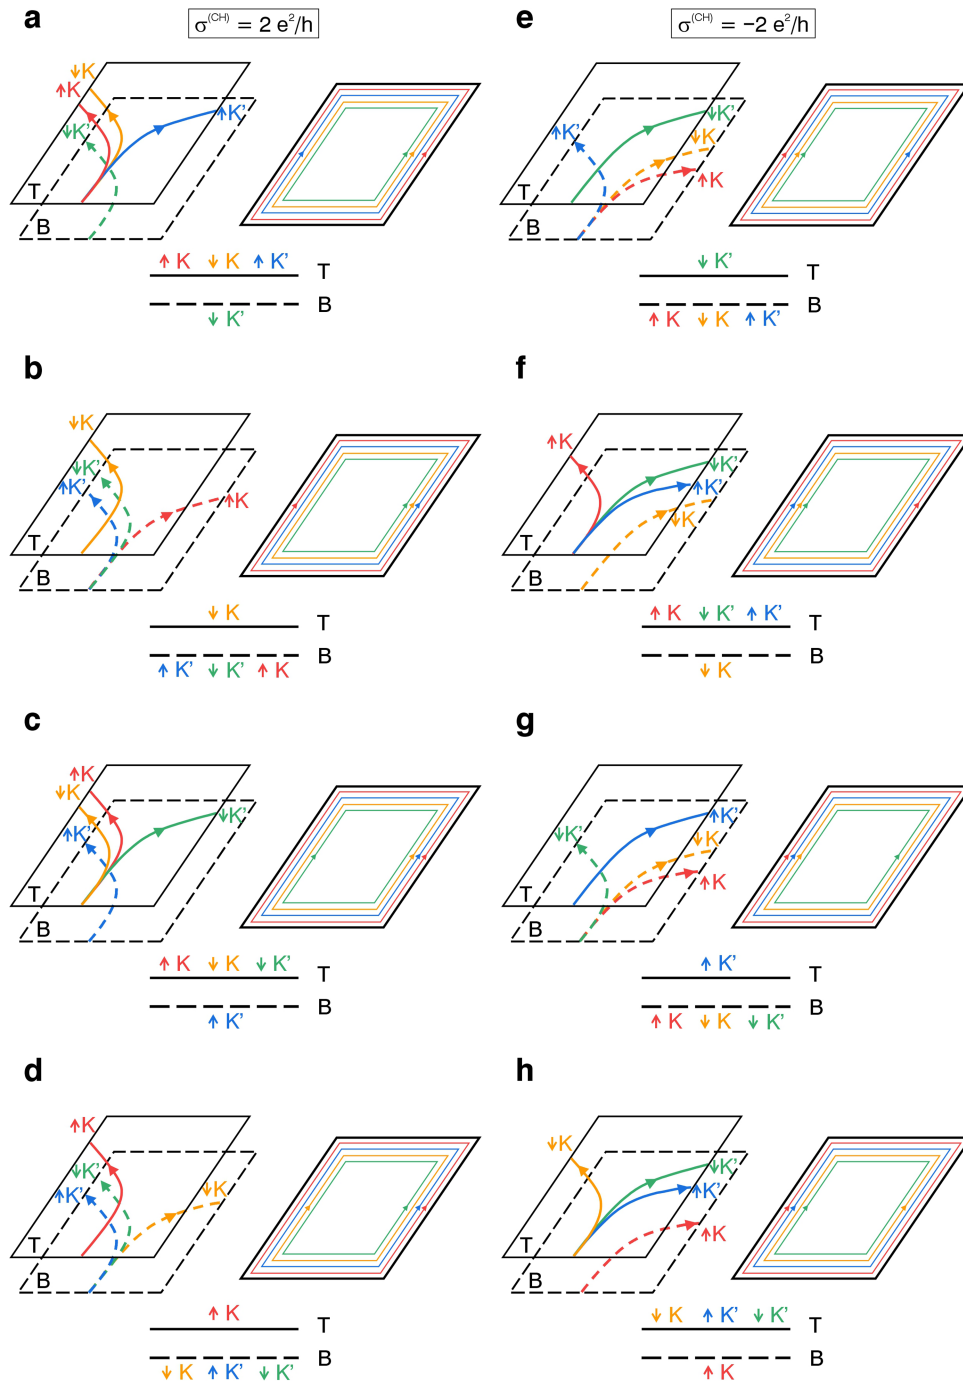 a
σ(CH) = 2 e²/h
↓K
↑K
↓K’
↑K’
T
B
↑K ↓K ↑K’ T
B
↓K’
e
σ(CH) = −2 e²/h
↑K’
↓K’
↓K
↑K
T
B
↓K’
T
B
↑K ↓K ↑K’
b
↓K
↓K’
↑K’
↑K
T
B
↓K
T
B
↑K’ ↓K’ ↑K
f
↑K
↓K’
↑K’
↓K
T
B
↑K ↓K’ ↑K’
T
B
↓K
c
↑K
↓K
↑K’
↓K’
T
B
↑K ↓K ↓K’
T
B
↑K’
g
↓K’
↑K’
↓K
↑K
T
B
↑K’
T
B
↑K ↓K ↓K’
d
↑K
↓K’
↑K’
↓K
T
B
↑K
T
B
↓K ↑K’ ↓K’
h
↓K
↓K’
↑K’
↑K
T
B
↓K ↑K’ ↓K’
T
B
↑K